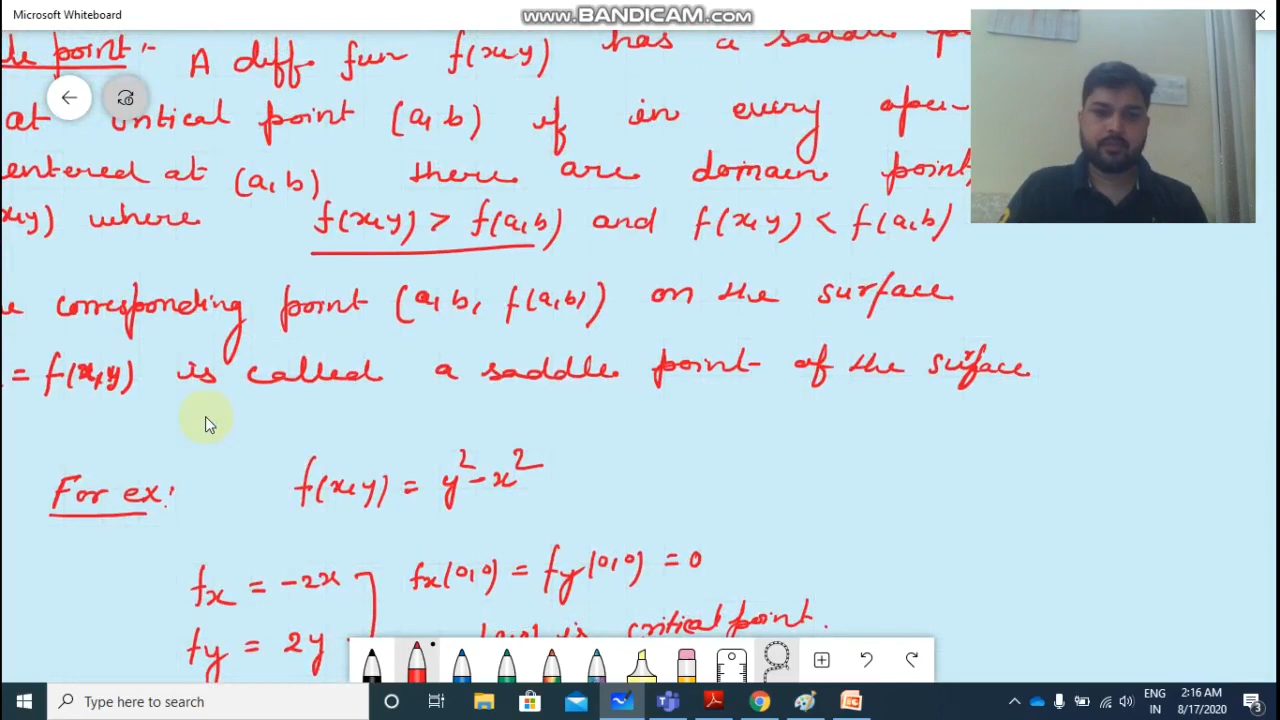 Microsoft Whiteboard
www.BANDICAM.com
le point :- A diff fun f(x,y) has a saddle p
at critical point (a,b) if in every open
entered at (a,b) there are domain point
x,y) where f(x,y) > f(a,b) and f(x,y) < f(a,b)
corresponding point (a,b, f(a,b)) on the surface
= f(x,y) is called a saddle point of the surface
For ex: f(x,y) = y²-x²
fx = -2x fx(0,0) = fy(0,0) = 0
fy = 2y is critical point.
Type here to search
ENG
IN
2:16 AM
8/17/2020
3